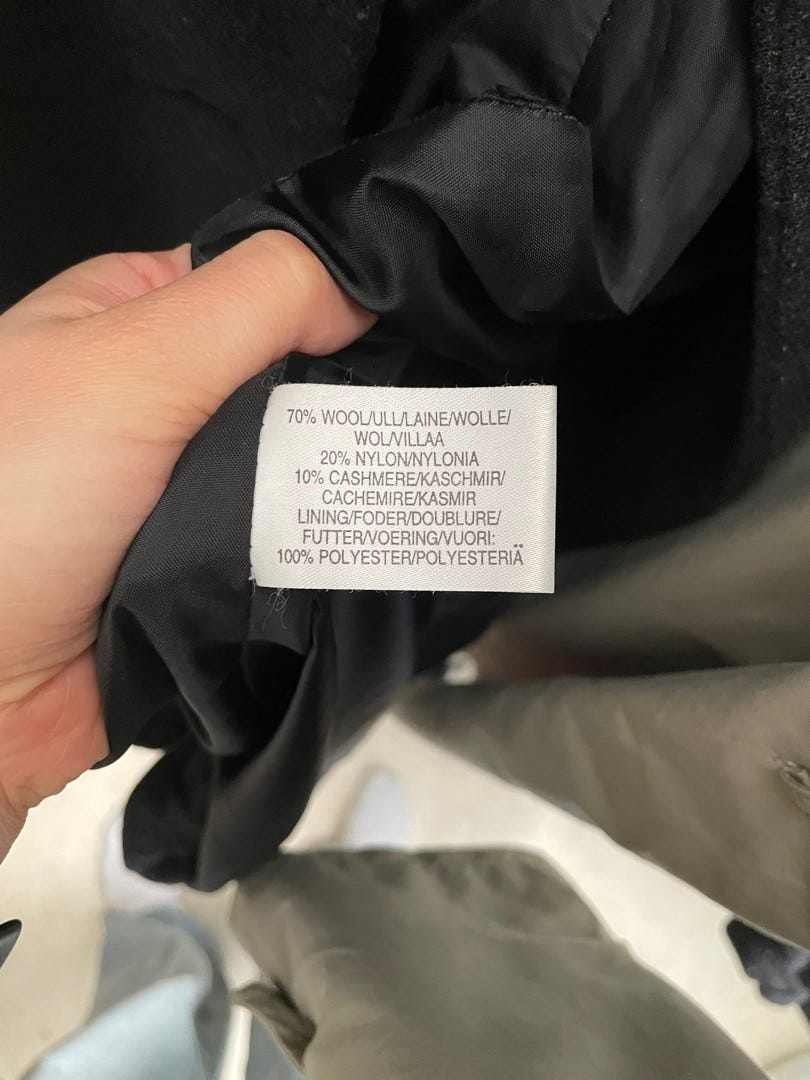 70% WOOL/ULL/LAINE/WOLLE/
WOL/VILLAA
20% NYLON/NYLONIA
10% CASHMERE/KASCHMIR/
CACHEMIRE/KASMIR
LINING/FODER/DOUBLURE/
FUTTER/VOERING/VUORI:
100% POLYESTER/POLYESTERIÄ